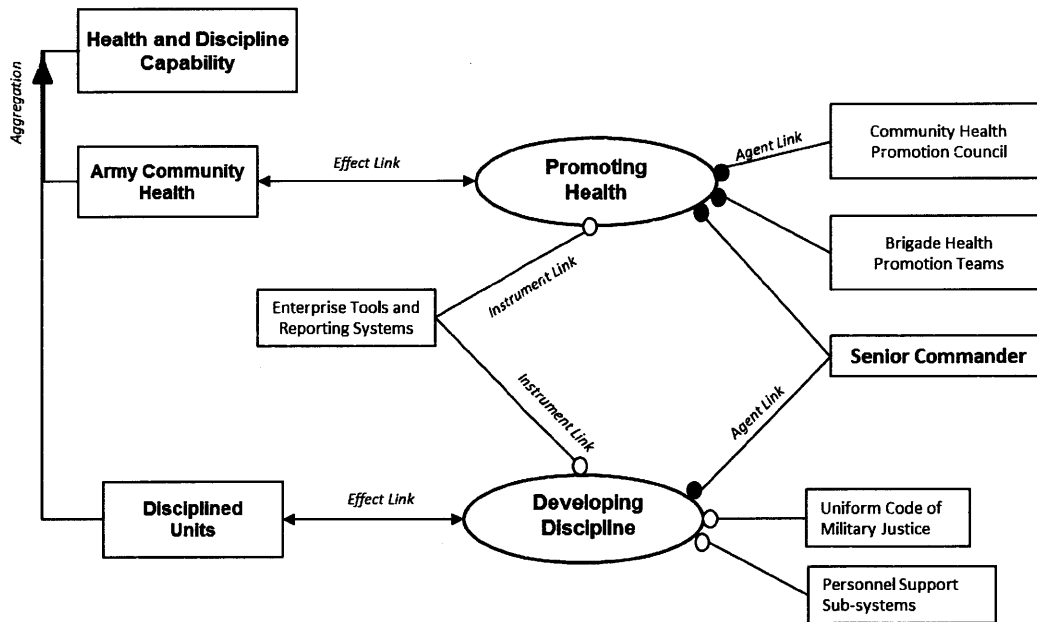 Health and Discipline
Capability
Aggregation
Army Community
Health
Effect Link
Promoting
Health
Agent Link
Community Health
Promotion Council
Brigade Health
Promotion Teams
Instrument Link
Enterprise Tools and
Reporting Systems
Senior Commander
Instrument Link
Agent Link
Disciplined
Units
Effect Link
Developing
Discipline
Uniform Code of
Military Justice
Personnel Support
Sub-systems